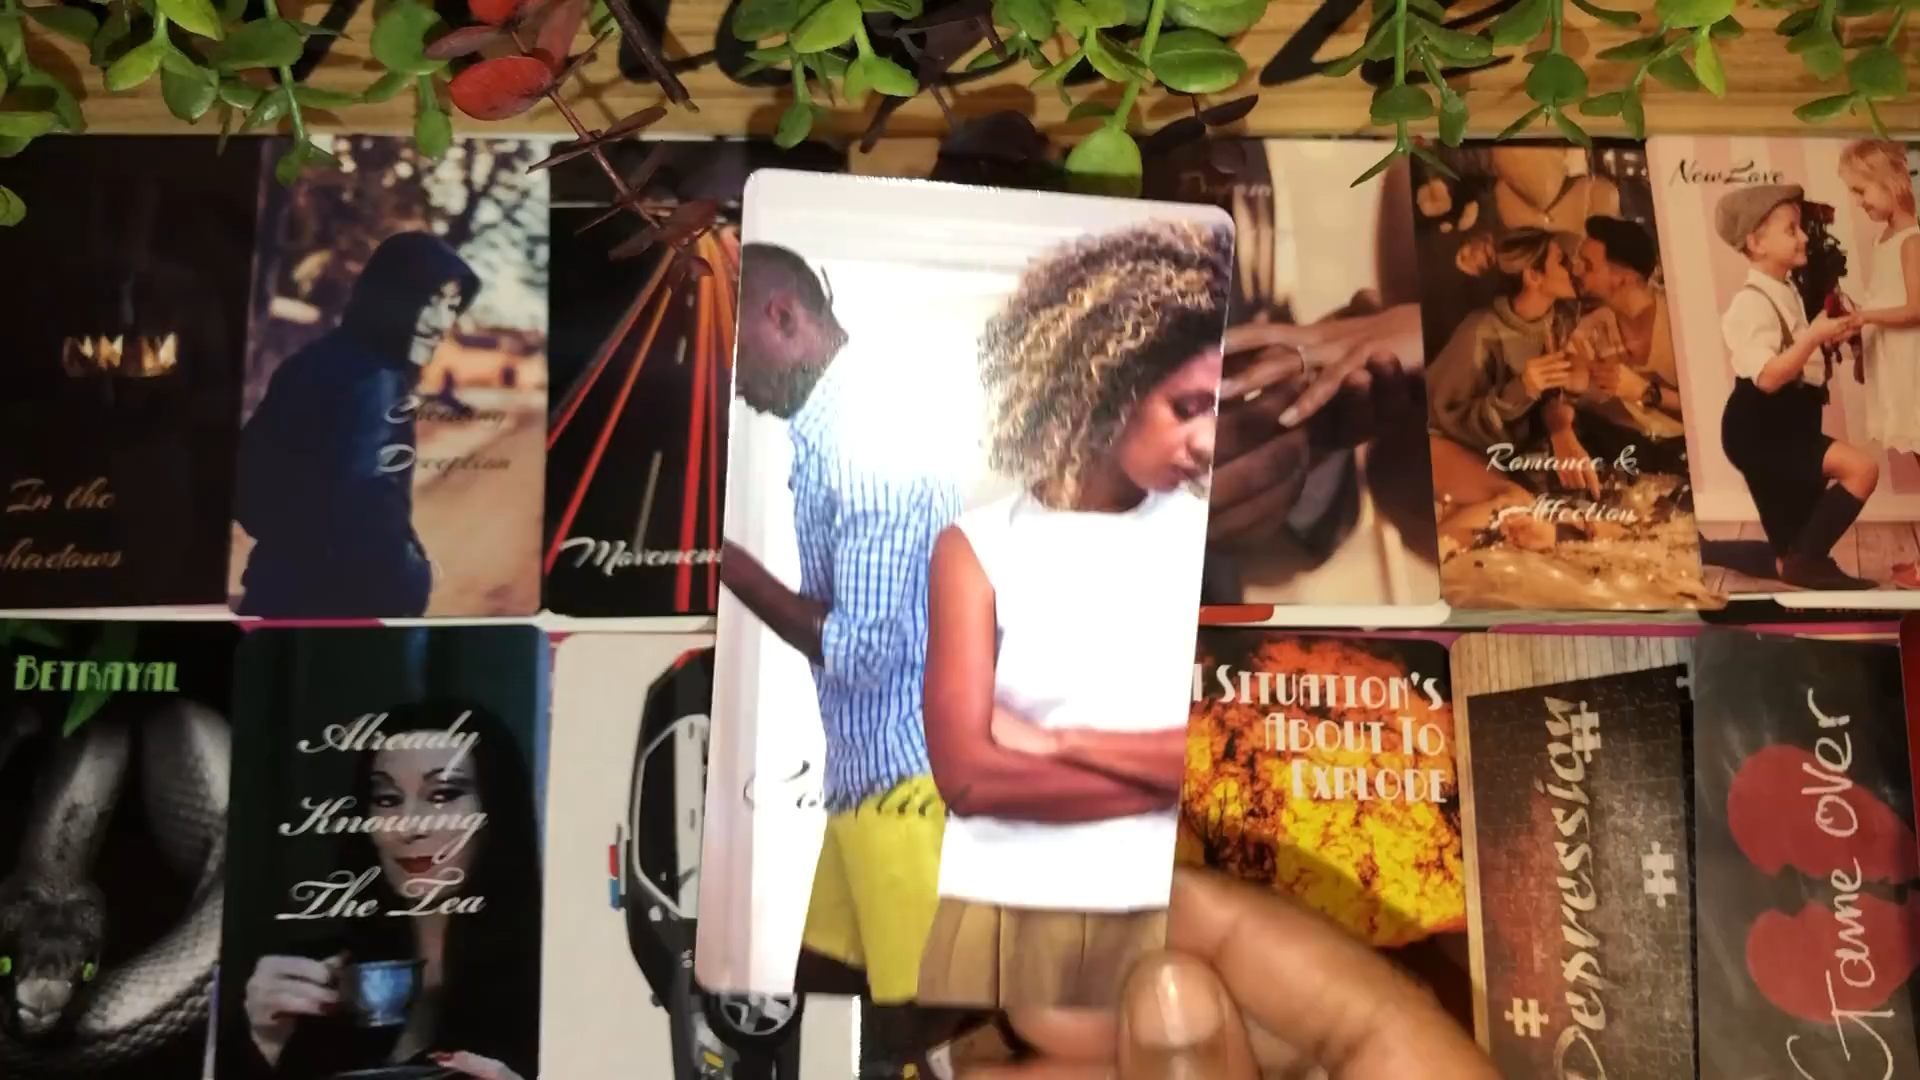 In the
Shadows
Cheating
Deception
Movement
Romance &
Affection
New Love
BETRAYAL
Already
Knowing
The Tea
SITUATION'S
ABOUT TO
EXPLODE
Depression
Game Over